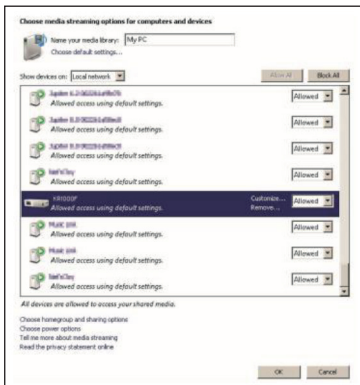 Choose media streaming options for computers and devices
Name your media library: My PC
Choose default settings...
Show devices on: Local network
Allow All Block All
Allowed access using default settings. Allowed
Allowed access using default settings. Allowed
Allowed access using default settings. Allowed
Allowed access using default settings. Allowed
Customize...
Allowed access using default settings. Remove... Allowed
Music Link
Allowed access using default settings. Allowed
Music Link
Allowed access using default settings. Allowed
Allowed access using default settings. Allowed
All devices are allowed to access your shared media.
Choose homegroup and sharing options
Choose power options
Tell me more about media streaming
Read the privacy statement online
OK Cancel